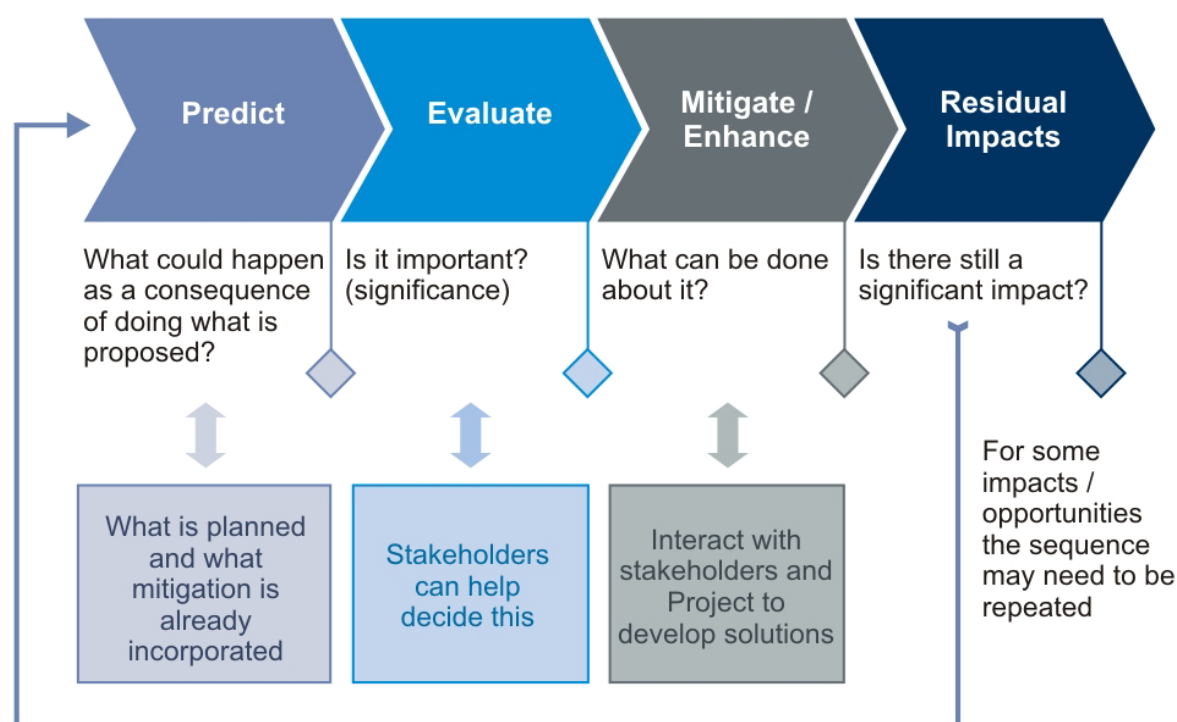 Predict
Evaluate
Mitigate /
Enhance
Residual
Impacts
What could happen
as a consequence
of doing what is
proposed?
Is it important?
(significance)
What can be done
about it?
Is there still a
significant impact?
What is planned
and what
mitigation is
already
incorporated
Stakeholders
can help
decide this
Interact with
stakeholders and
Project to
develop solutions
For some
impacts /
opportunities
the sequence
may need to be
repeated